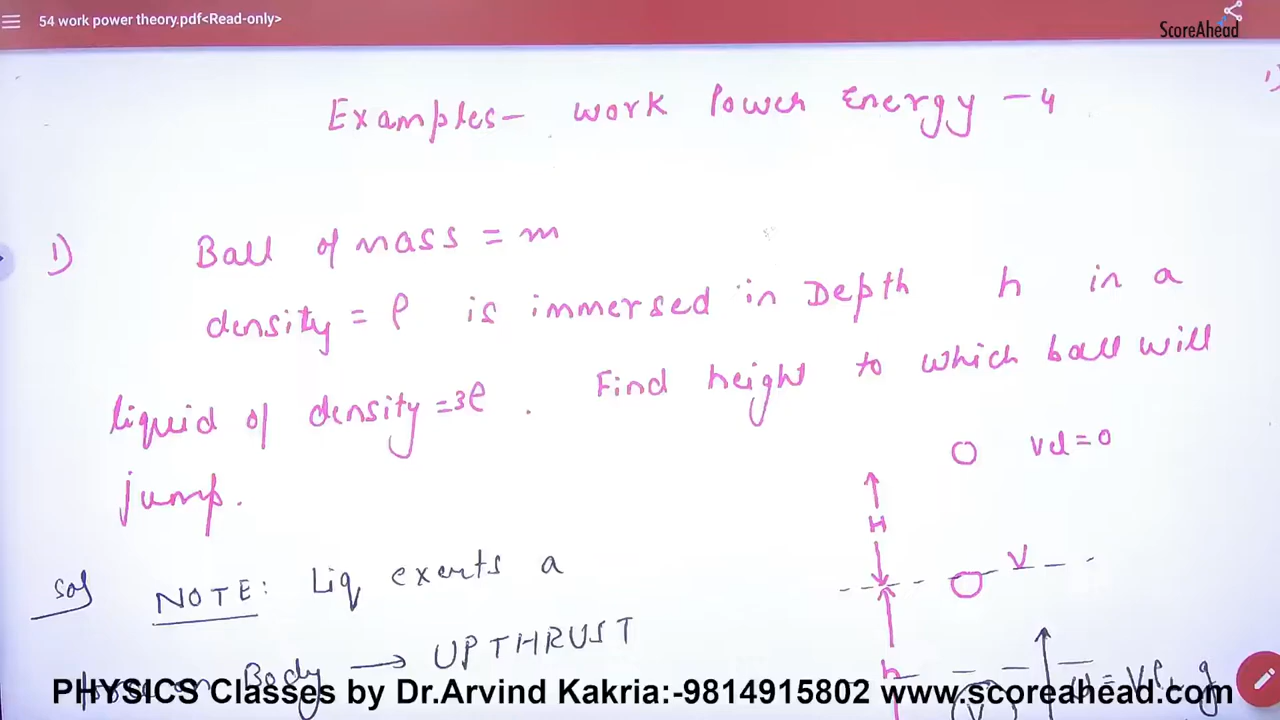 54 work power theory.pdf<Read-only>
ScoreAhead
Examples- work Power Energy - 4
1) Ball of mass = m
density = ρ is immersed in Depth h in a
liquid of density = 3ρ . Find height to which ball will
jump.
O Vel = 0
H
Sol NOTE: Liq exerts a
V
Body → UPTHRUST
h
PHYSICS Classes by Dr.Arvind Kakria:-9814915802 www.scoreahead.com